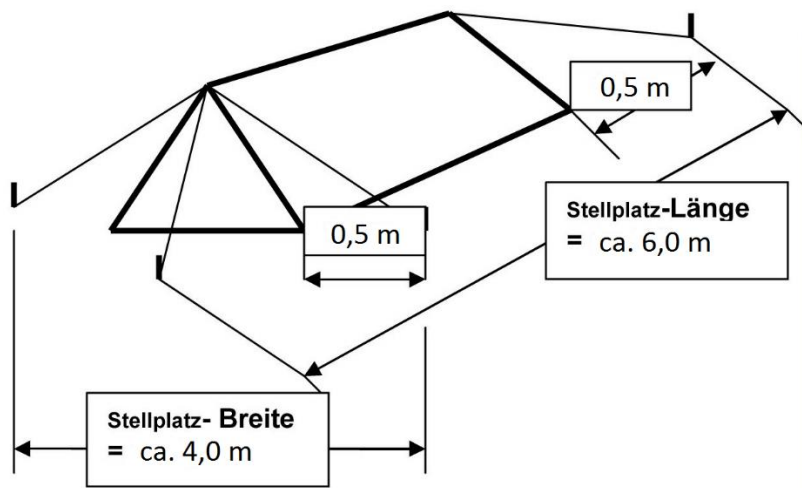 0,5 m
Stellplatz-Länge
= ca. 6,0 m
0,5 m
Stellplatz- Breite
= ca. 4,0 m